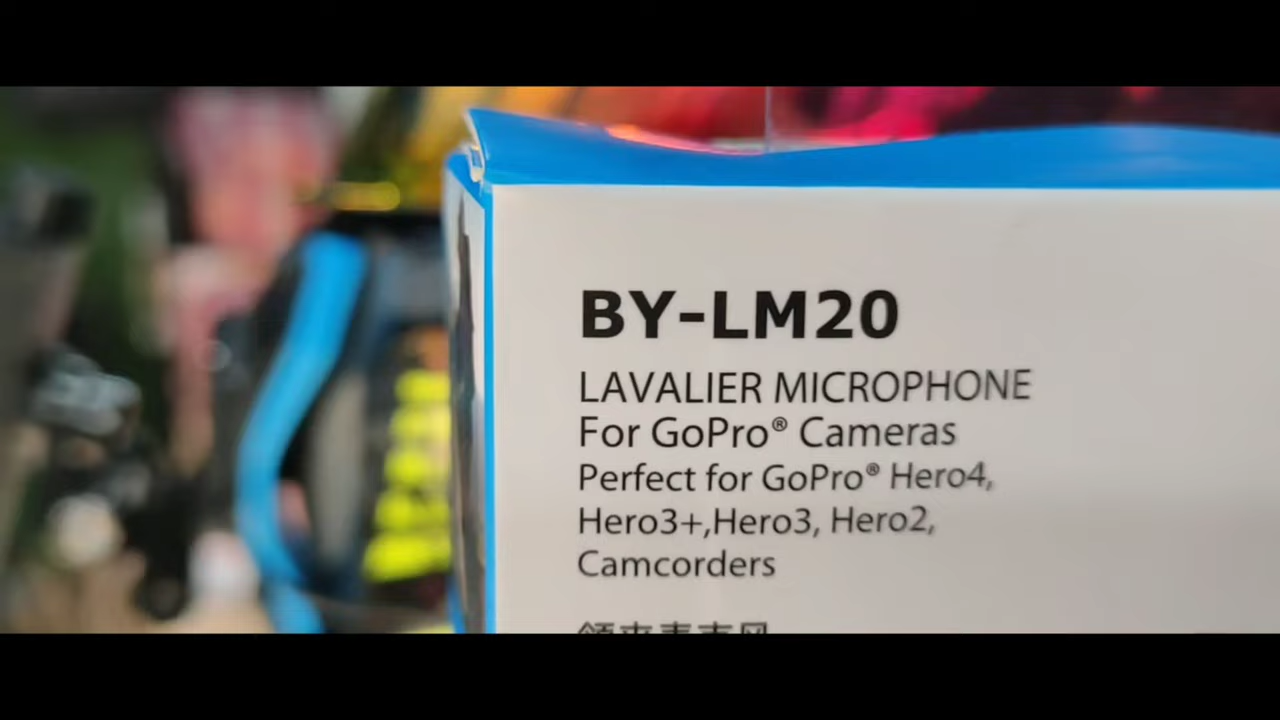 BY-LM20
LAVALIER MICROPHONE
For GoPro® Cameras
Perfect for GoPro® Hero4,
Hero3+,Hero3, Hero2,
Camcorders